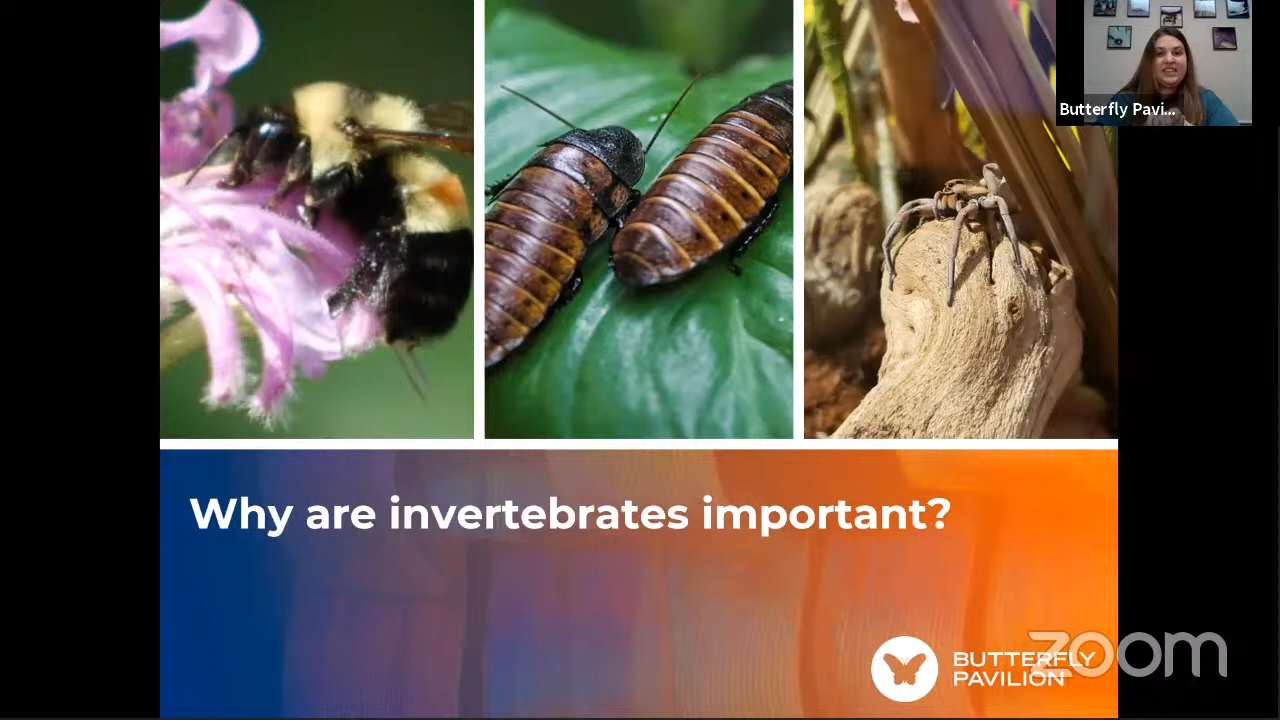 Butterfly Pavi...
Why are invertebrates important?
BUTTERFLY
PAVILION
zoom